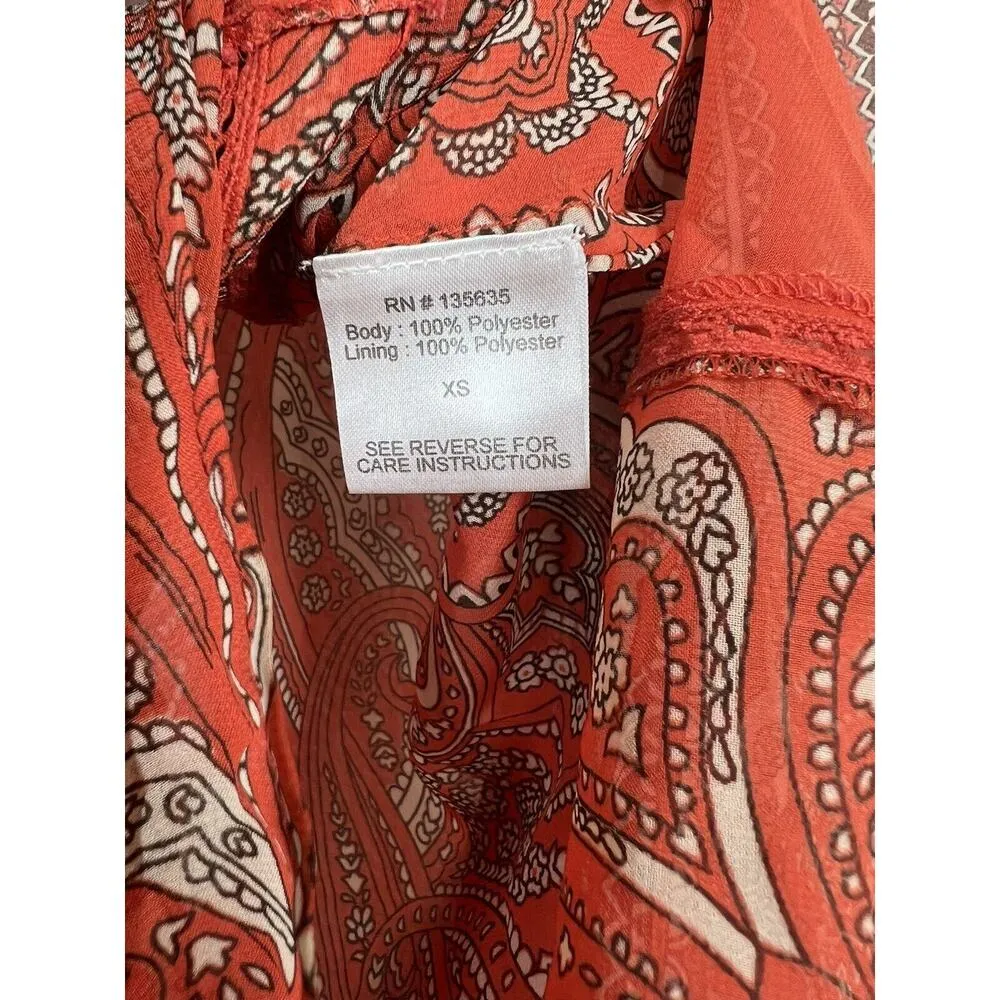 RN # 135635
Body : 100% Polyester
Lining : 100% Polyester
XS
SEE REVERSE FOR
CARE INSTRUCTIONS